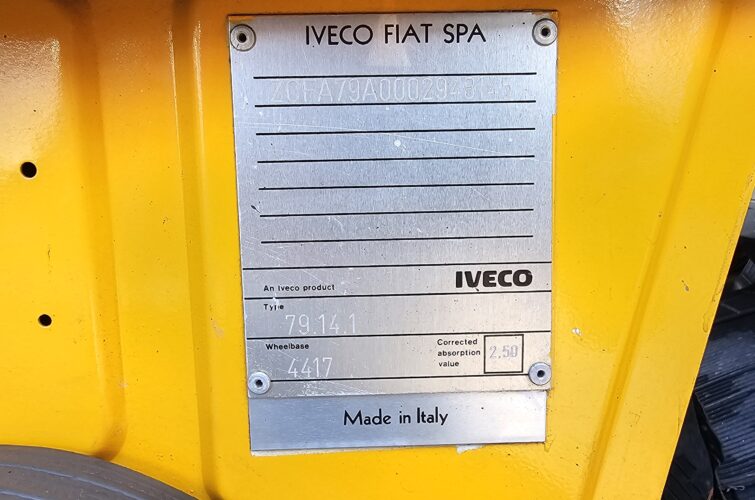 IVECO FIAT SPA
An Iveco product
IVECO
Type
79.14.1
Wheelbase
4417
Corrected absorption value
2.50
Made in Italy